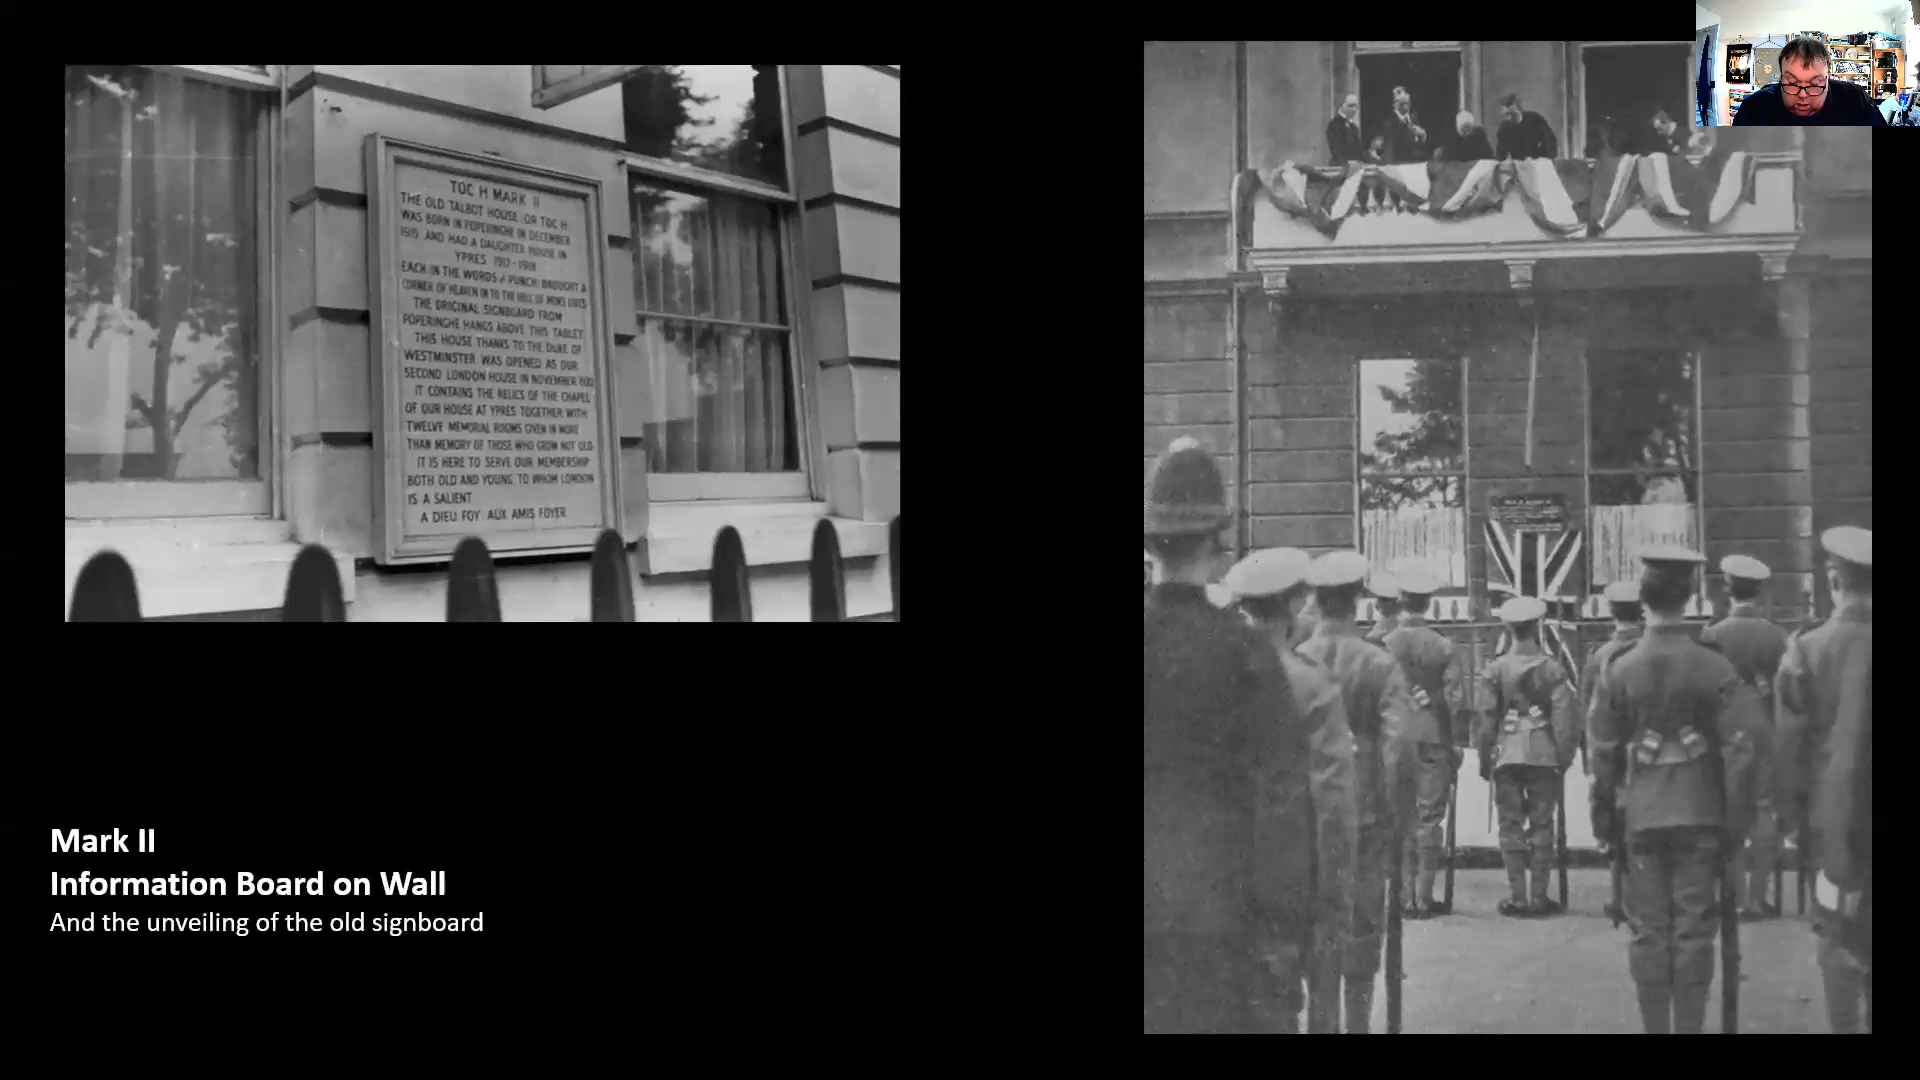 TOC H MARK II
THE OLD TALBOT HOUSE OR TOC H
WAS BORN IN POPERINGHE IN DECEMBER
1915 AND HAD A DAUGHTER HOUSE IN
YPRES 1917-1918
EACH IN THE WORDS of PUNCH BROUGHT A
CORNER OF HEAVEN IN TO THE HELL OF MENS LIVES
THE ORIGINAL SIGNBOARD FROM
POPERINGHE HANGS ABOVE THIS TABLET
THIS HOUSE THANKS TO THE DUKE OF
WESTMINSTER WAS OPENED AS OUR
SECOND LONDON HOUSE IN NOVEMBER 1920
IT CONTAINS THE RELICS OF THE CHAPEL
OF OUR HOUSE AT YPRES TOGETHER WITH
TWELVE MEMORIAL ROOMS GIVEN IN MORE
THAN MEMORY OF THOSE WHO GROW NOT OLD
IT IS HERE TO SERVE OUR MEMBERSHIP
BOTH OLD AND YOUNG TO WHOM LONDON
IS A SALIENT
A DIEU FOY AUX AMIS FOYER
Mark II
Information Board on Wall
And the unveiling of the old signboard